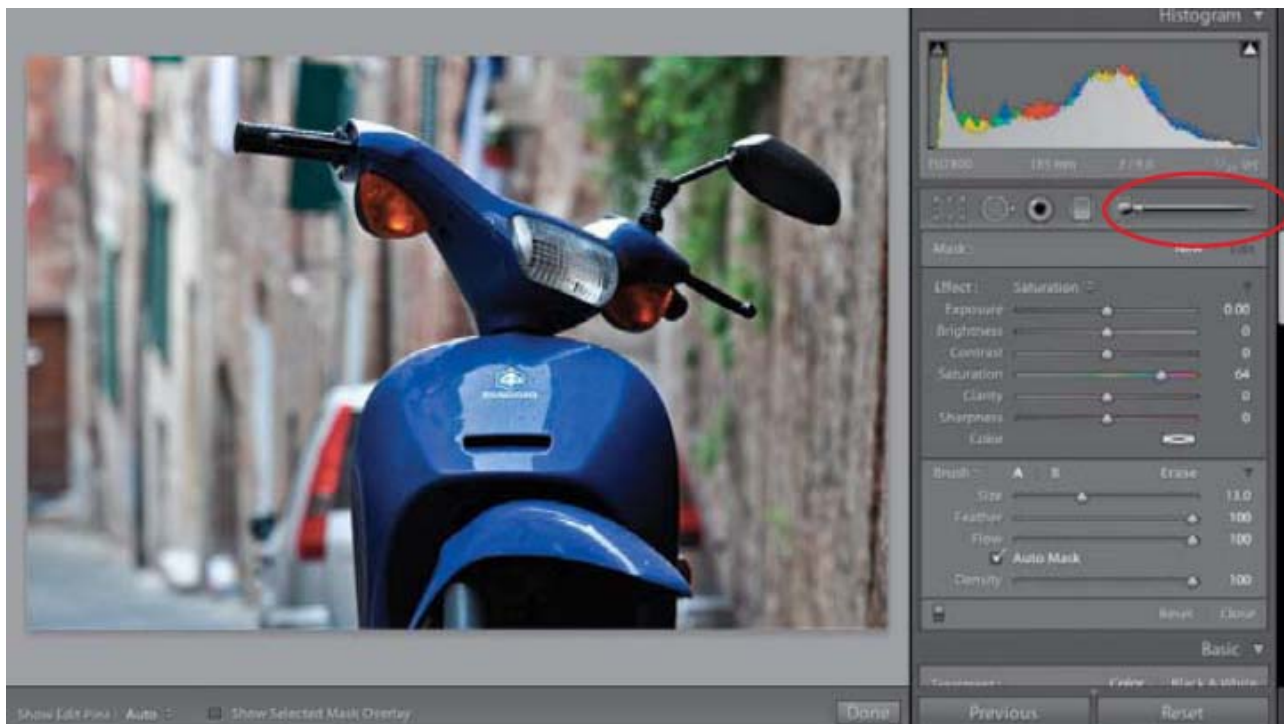 Histogram
ISO 800 185 mm f / 9.0
Mask : New Edit
Effect : Saturation
Exposure 0.00
Brightness 0
Contrast 0
Saturation 64
Clarity 0
Sharpness 0
Color
Brush : A B Erase
Size 13.0
Feather 100
Flow 100
Auto Mask
Density 100
Reset Close
Basic
Treatment : Color Black & White
Show Edit Pins : Auto Show Selected Mask Overlay Done Previous Reset